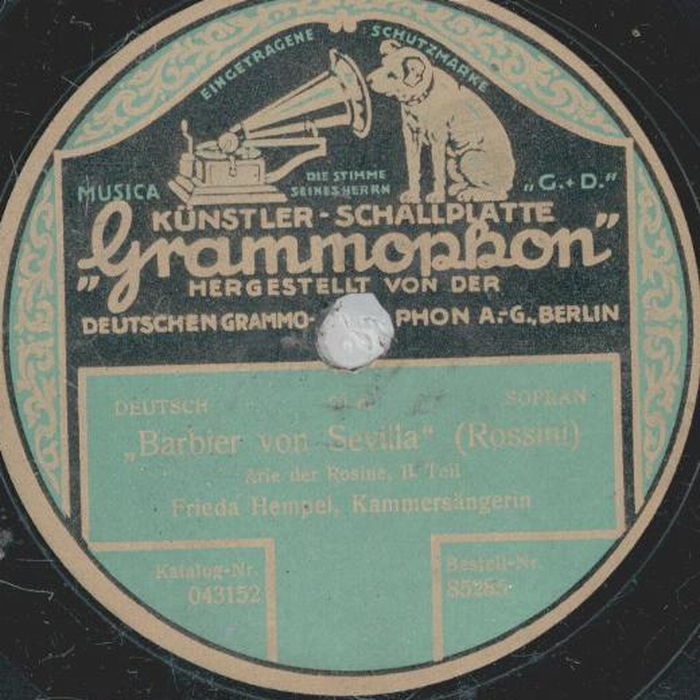 EINGETRAGENE SCHUTZMARKE
DIE STIMME
SEINES HERRN
MUSICA „G.+D.“
KÜNSTLER-SCHALLPLATTE
„Grammophon“
HERGESTELLT VON DER
DEUTSCHEN GRAMMO-PHON A.-G., BERLIN
DEUTSCH SOPRAN
„Barbier von Sevilla“ (Rossini)
Arie der Rosine, II. Teil
Frieda Hempel, Kammersängerin
Katalog-Nr. Bestell-Nr.
043152